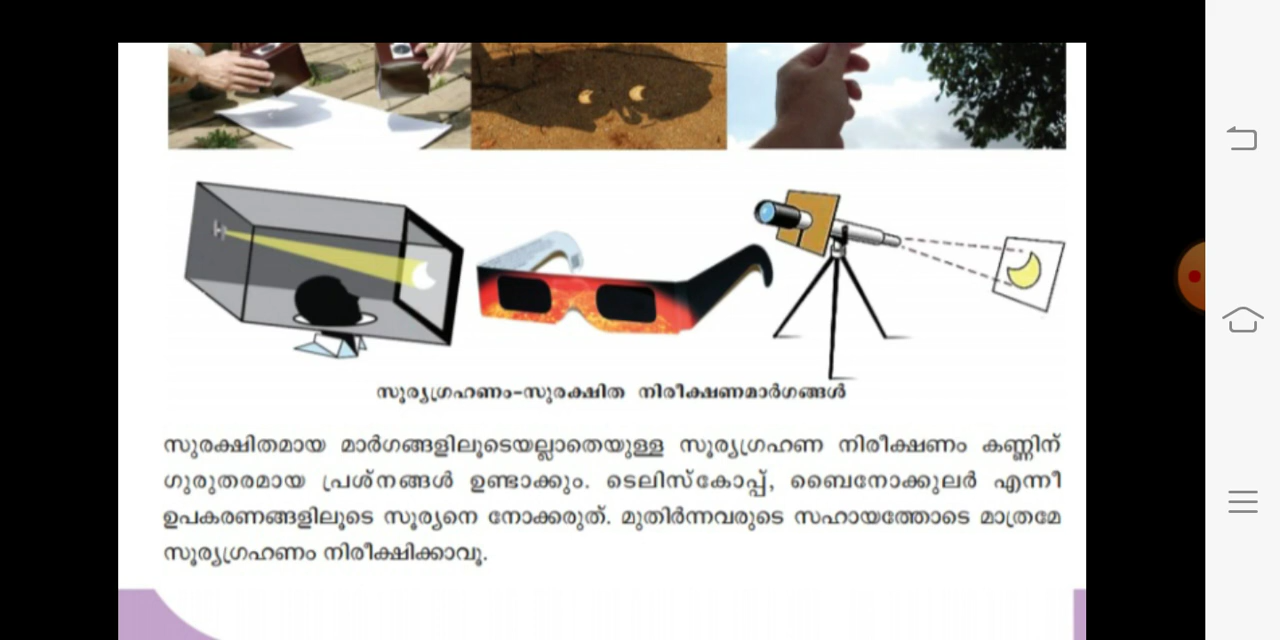 സൂര്യഗ്രഹണം-സുരക്ഷിത നിരീക്ഷണമാർഗങ്ങൾ
സുരക്ഷിതമായ മാർഗങ്ങളിലൂടെയല്ലാതെയുള്ള സൂര്യഗ്രഹണ നിരീക്ഷണം കണ്ണിന്
ഗുരുതരമായ പ്രശ്നങ്ങൾ ഉണ്ടാക്കും. ടെലിസ്കോപ്പ്, ബൈനോക്കുലർ എന്നീ
ഉപകരണങ്ങളിലൂടെ സൂര്യനെ നോക്കരുത്. മുതിർന്നവരുടെ സഹായത്തോടെ മാത്രമേ
സൂര്യഗ്രഹണം നിരീക്ഷിക്കാവൂ.